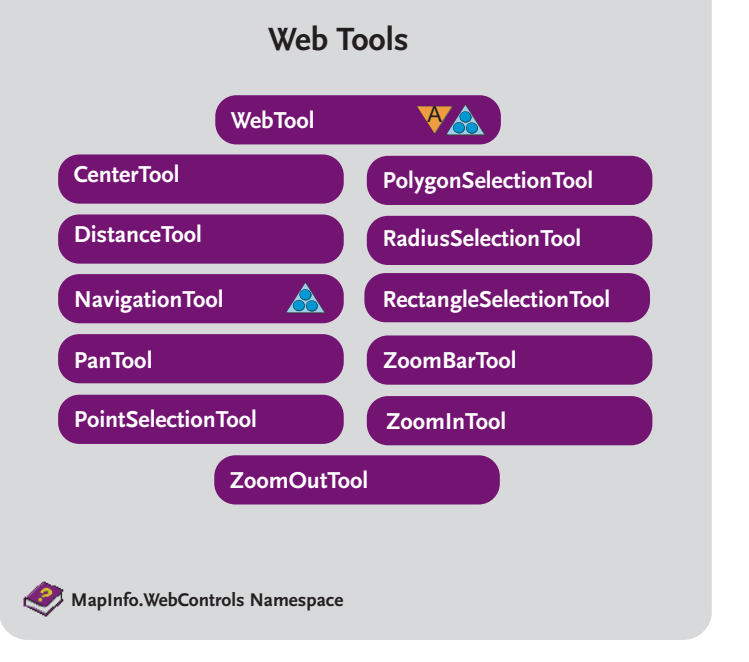 Web Tools
WebTool
A
CenterTool
PolygonSelectionTool
DistanceTool
RadiusSelectionTool
NavigationTool
RectangleSelectionTool
PanTool
ZoomBarTool
PointSelectionTool
ZoomInTool
ZoomOutTool
?
MapInfo.WebControls Namespace